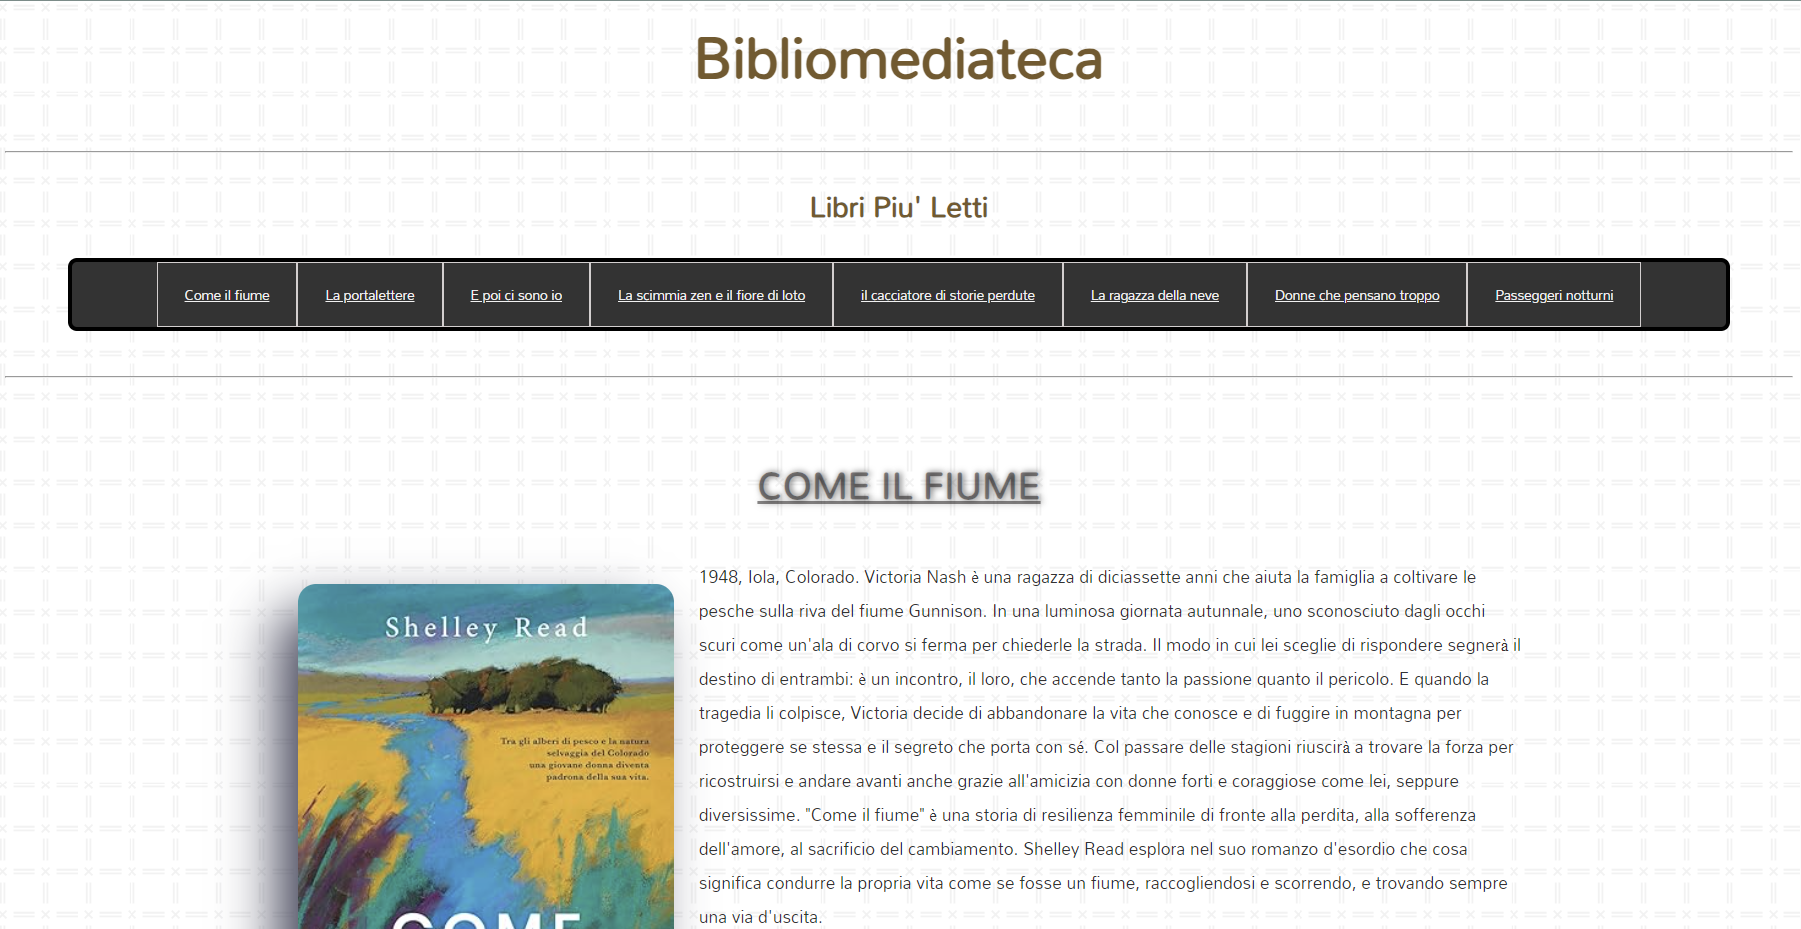 Bibliomediateca
Libri Piu' Letti
Come il fiume
La portalettere
E poi ci sono io
La scimmia zen e il fiore di loto
il cacciatore di storie perdute
La ragazza della neve
Donne che pensano troppo
Passeggeri notturni
COME IL FIUME
Shelley Read
Tra gli alberi di pesco e la natura
selvaggia del Colorado
una giovane donna diventa
padrona della sua vita.
COME
1948, Iola, Colorado. Victoria Nash è una ragazza di diciassette anni che aiuta la famiglia a coltivare le
pesche sulla riva del fiume Gunnison. In una luminosa giornata autunnale, uno sconosciuto dagli occhi
scuri come un'ala di corvo si ferma per chiederle la strada. Il modo in cui lei sceglie di rispondere segnerà il
destino di entrambi: è un incontro, il loro, che accende tanto la passione quanto il pericolo. E quando la
tragedia li colpisce, Victoria decide di abbandonare la vita che conosce e di fuggire in montagna per
proteggere se stessa e il segreto che porta con sé. Col passare delle stagioni riuscirà a trovare la forza per
ricostruirsi e andare avanti anche grazie all'amicizia con donne forti e coraggiose come lei, seppure
diversissime. "Come il fiume" è una storia di resilienza femminile di fronte alla perdita, alla sofferenza
dell'amore, al sacrificio del cambiamento. Shelley Read esplora nel suo romanzo d'esordio che cosa
significa condurre la propria vita come se fosse un fiume, raccogliendosi e scorrendo, e trovando sempre
una via d'uscita.